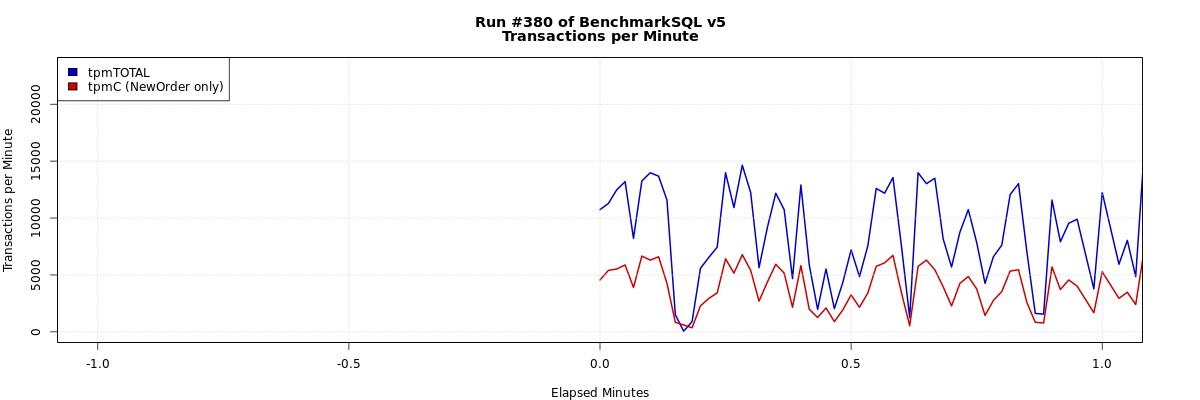 Run #380 of BenchmarkSQL v5
Transactions per Minute
tpmTOTAL
tpmC (NewOrder only)
Transactions per Minute
20000
15000
10000
5000
0
-1.0
-0.5
0.0
0.5
1.0
Elapsed Minutes